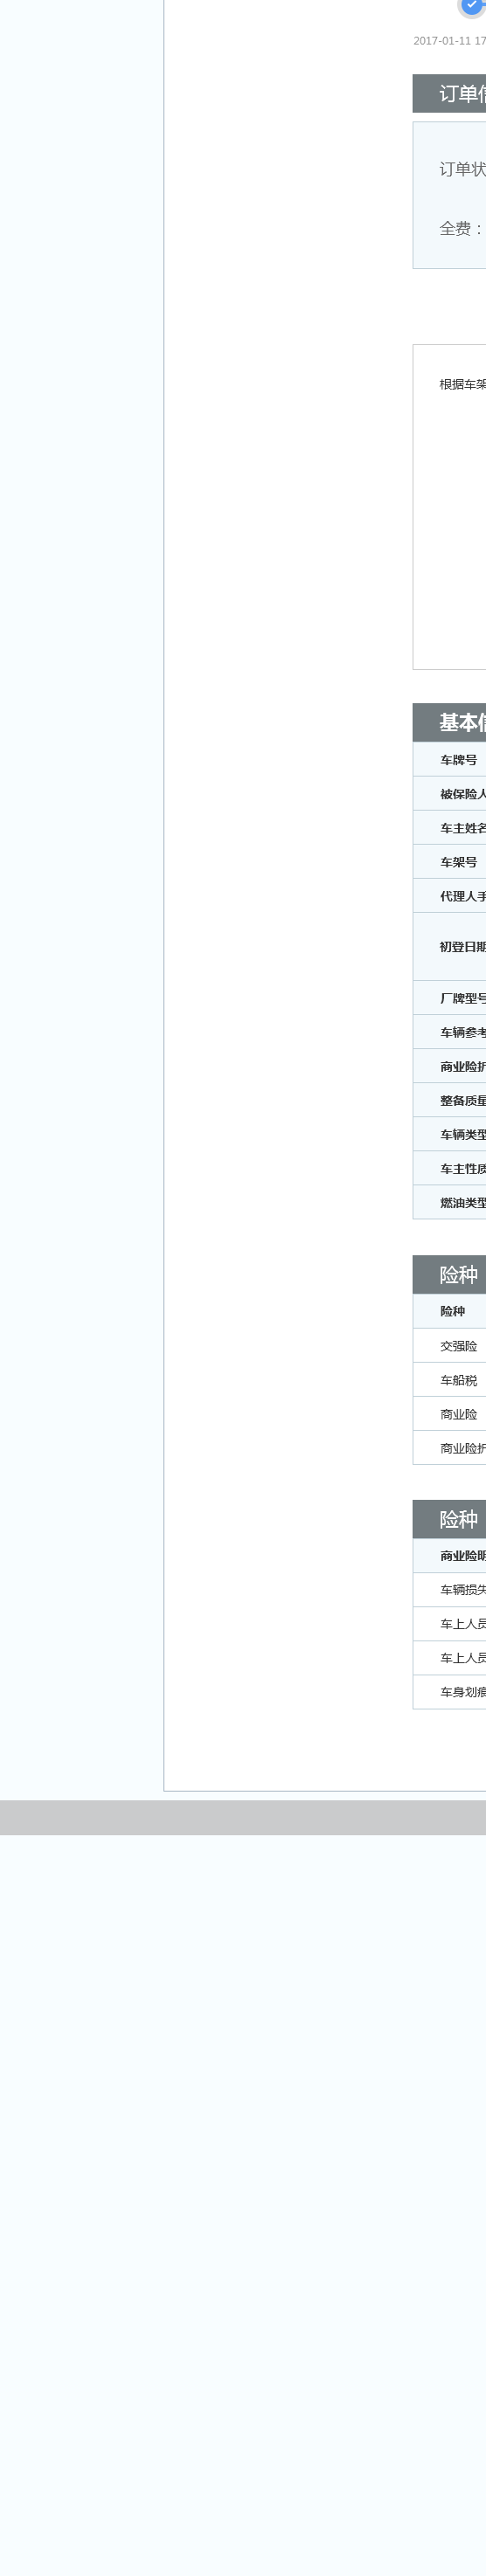 2017-01-11 17
订单信
订单状
全费：
根据车架
基本信
车牌号
被保险人
车主姓名
车架号
代理人手
初登日期
厂牌型号
车辆参考
商业险折
整备质量
车辆类型
车主性质
燃油类型
险种
险种
交强险
车船税
商业险
商业险折
险种
商业险明
车辆损失
车上人员
车上人员
车身划痕